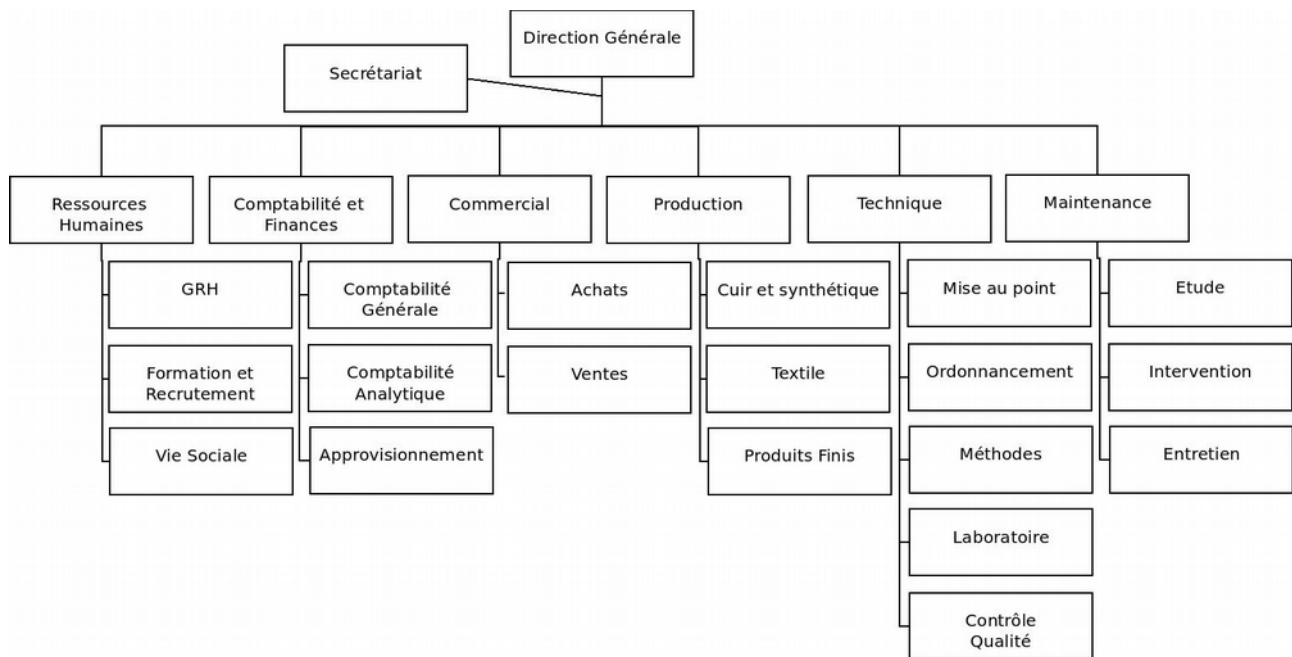 Direction Générale
Secrétariat
Ressources
Humaines
Comptabilité et
Finances
Commercial
Production
Technique
Maintenance
GRH
Comptabilité
Générale
Achats
Cuir et synthétique
Mise au point
Etude
Formation et
Recrutement
Comptabilité
Analytique
Ventes
Textile
Ordonnancement
Intervention
Vie Sociale
Approvisionnement
Produits Finis
Méthodes
Entretien
Laboratoire
Contrôle
Qualité